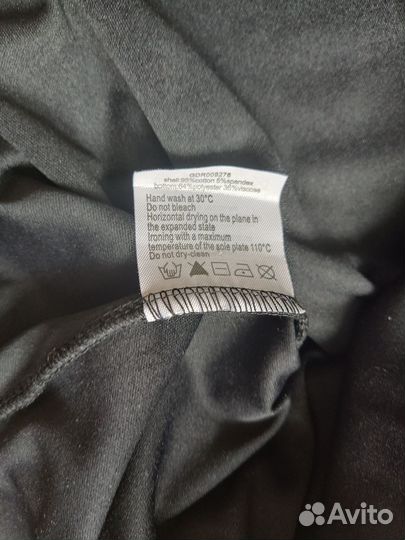 GDR009276
shell:95%cotton 5%spandex
bottom:64%polyester 36%viscose
Hand wash at 30°C
Do not bleach
Horizontal drying on the plane in
the expanded state
Ironing with a maximum
temperature of the sole plate 110°C
Do not dry-clean
Avito